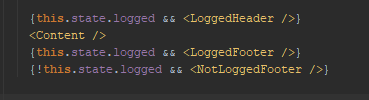 {this.state.logged && <LoggedHeader />}
<Content />
{this.state.logged && <LoggedFooter />}
{!this.state.logged && <NotLoggedFooter />}